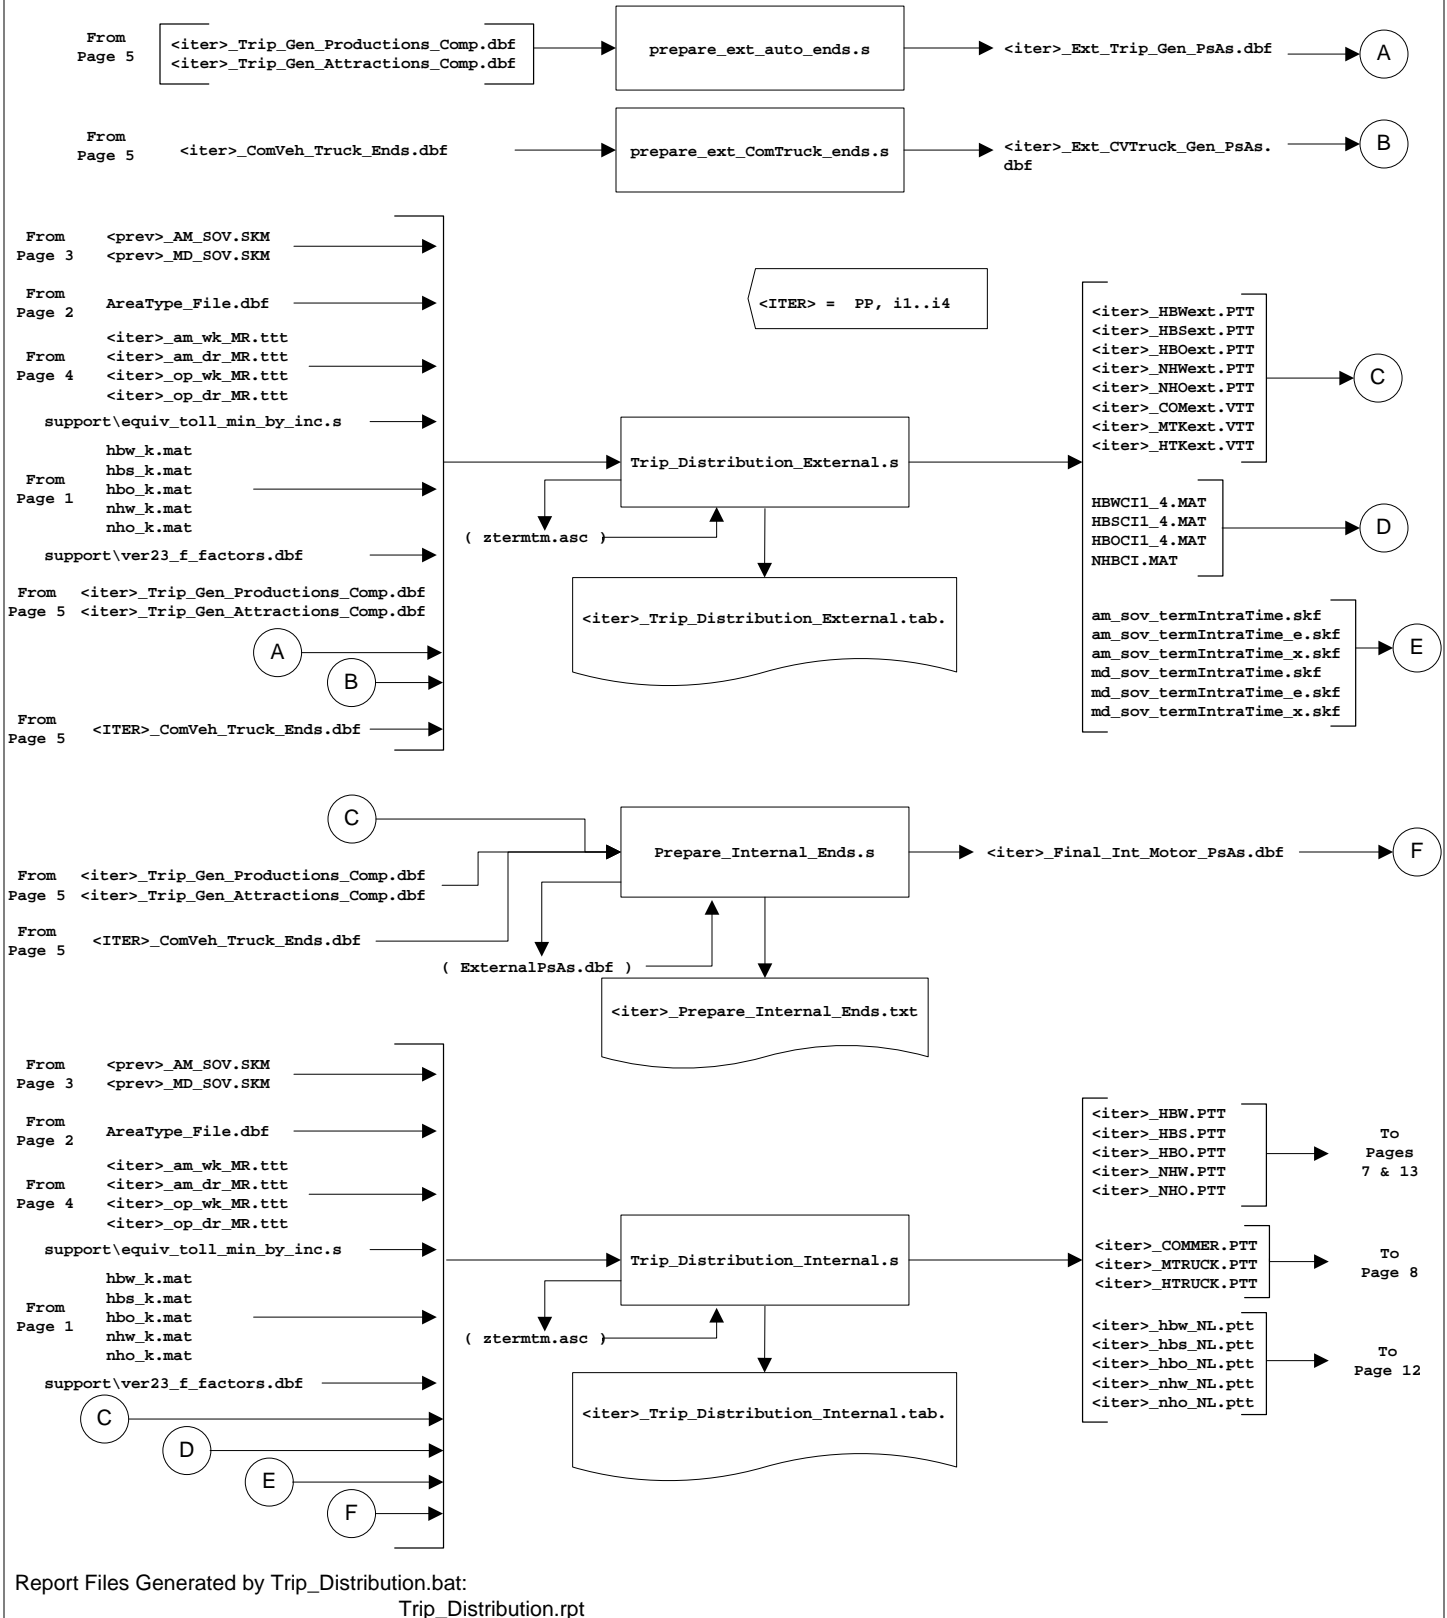 From
Page 5
<iter>_Trip_Gen_Productions_Comp.dbf
<iter>_Trip_Gen_Attractions_Comp.dbf
prepare_ext_auto_ends.s
<iter>_Ext_Trip_Gen_PsAs.dbf
A
From
Page 5
<iter>_ComVeh_Truck_Ends.dbf
prepare_ext_ComTruck_ends.s
<iter>_Ext_CVTruck_Gen_PsAs.
dbf
B
From
Page 3
<prev>_AM_SOV.SKM
<prev>_MD_SOV.SKM
From
Page 2
AreaType_File.dbf
From
Page 4
<iter>_am_wk_MR.ttt
<iter>_am_dr_MR.ttt
<iter>_op_wk_MR.ttt
<iter>_op_dr_MR.ttt
support\equiv_toll_min_by_inc.s
From
Page 1
hbw_k.mat
hbs_k.mat
hbo_k.mat
nhw_k.mat
nho_k.mat
support\ver23_f_factors.dbf
From
Page 5
<iter>_Trip_Gen_Productions_Comp.dbf
<iter>_Trip_Gen_Attractions_Comp.dbf
A
B
From
Page 5
<ITER>_ComVeh_Truck_Ends.dbf
<ITER> = PP, i1..i4
Trip_Distribution_External.s
( ztermtm.asc )
<iter>_Trip_Distribution_External.tab.
<iter>_HBWext.PTT
<iter>_HBSext.PTT
<iter>_HBOext.PTT
<iter>_NHWext.PTT
<iter>_NHOext.PTT
<iter>_COMext.VTT
<iter>_MTKext.VTT
<iter>_HTKext.VTT
C
HBWCI1_4.MAT
HBSCI1_4.MAT
HBOCI1_4.MAT
NHBCI.MAT
D
am_sov_termIntraTime.skf
am_sov_termIntraTime_e.skf
am_sov_termIntraTime_x.skf
md_sov_termIntraTime.skf
md_sov_termIntraTime_e.skf
md_sov_termIntraTime_x.skf
E
C
From
Page 5
<iter>_Trip_Gen_Productions_Comp.dbf
<iter>_Trip_Gen_Attractions_Comp.dbf
From
Page 5
<ITER>_ComVeh_Truck_Ends.dbf
Prepare_Internal_Ends.s
( ExternalPsAs.dbf )
<iter>_Prepare_Internal_Ends.txt
<iter>_Final_Int_Motor_PsAs.dbf
F
From
Page 3
<prev>_AM_SOV.SKM
<prev>_MD_SOV.SKM
From
Page 2
AreaType_File.dbf
From
Page 4
<iter>_am_wk_MR.ttt
<iter>_am_dr_MR.ttt
<iter>_op_wk_MR.ttt
<iter>_op_dr_MR.ttt
support\equiv_toll_min_by_inc.s
From
Page 1
hbw_k.mat
hbs_k.mat
hbo_k.mat
nhw_k.mat
nho_k.mat
support\ver23_f_factors.dbf
C
D
E
F
Trip_Distribution_Internal.s
( ztermtm.asc )
<iter>_Trip_Distribution_Internal.tab.
<iter>_HBW.PTT
<iter>_HBS.PTT
<iter>_HBO.PTT
<iter>_NHW.PTT
<iter>_NHO.PTT
To
Pages
7 & 13
<iter>_COMMER.PTT
<iter>_MTRUCK.PTT
<iter>_HTRUCK.PTT
To
Page 8
<iter>_hbw_NL.ptt
<iter>_hbs_NL.ptt
<iter>_hbo_NL.ptt
<iter>_nhw_NL.ptt
<iter>_nho_NL.ptt
To
Page 12
Report Files Generated by Trip_Distribution.bat:
Trip_Distribution.rpt